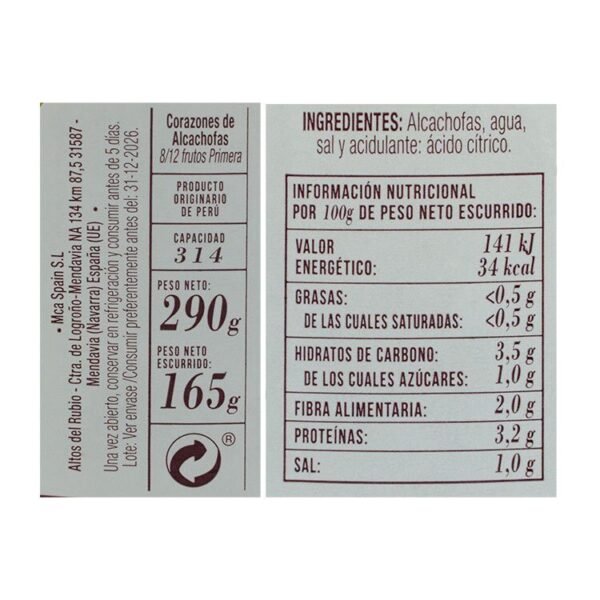 • Mca Spain S.L
Altos del Rubio - Ctra. de Logroño-Mendavia NA 134 km 87,5 31587 -
Mendavia (Navarra) España (UE) •
Una vez abierto, conservar en refrigeración y consumir antes de 5 días.
Lote: Ver envase /Consumir preferentemente antes del: 31-12-2026.
Corazones de
Alcachofas
8/12 frutos Primera
PRODUCTO
ORIGINARIO
DE PERÚ
CAPACIDAD
314
PESO NETO:
290g
PESO NETO
ESCURRIDO:
165g
®
INGREDIENTES: Alcachofas, agua,
sal y acidulante: ácido cítrico.
INFORMACIÓN NUTRICIONAL
POR 100g DE PESO NETO ESCURRIDO:
VALOR 141 kJ
ENERGÉTICO: 34 kcal
GRASAS: <0,5 g
DE LAS CUALES SATURADAS: <0,5 g
HIDRATOS DE CARBONO: 3,5 g
DE LOS CUALES AZÚCARES: 1,0 g
FIBRA ALIMENTARIA: 2,0 g
PROTEÍNAS: 3,2 g
SAL: 1,0 g